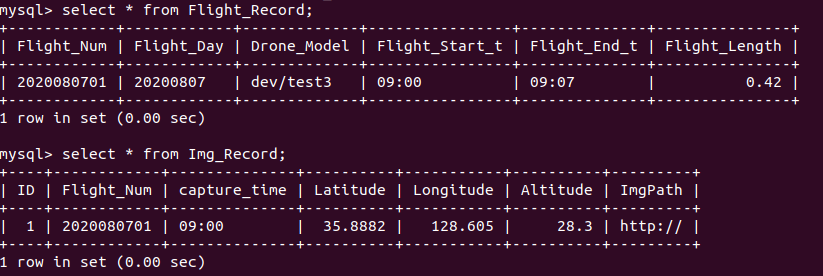 mysql> select * from Flight_Record;
+------------+------------+-------------+----------------+--------------+---------------+
| Flight_Num | Flight_Day | Drone_Model | Flight_Start_t | Flight_End_t | Flight_Length |
+------------+------------+-------------+----------------+--------------+---------------+
| 2020080701 | 20200807   | dev/test3   | 09:00          | 09:07        |          0.42 |
+------------+------------+-------------+----------------+--------------+---------------+
1 row in set (0.00 sec)
mysql> select * from Img_Record;
+----+------------+--------------+----------+-----------+----------+---------+
| ID | Flight_Num | capture_time | Latitude | Longitude | Altitude | ImgPath |
+----+------------+--------------+----------+-----------+----------+---------+
|  1 | 2020080701 | 09:00        |  35.8882 |   128.605 |     28.3 | http:// |
+----+------------+--------------+----------+-----------+----------+---------+
1 row in set (0.00 sec)